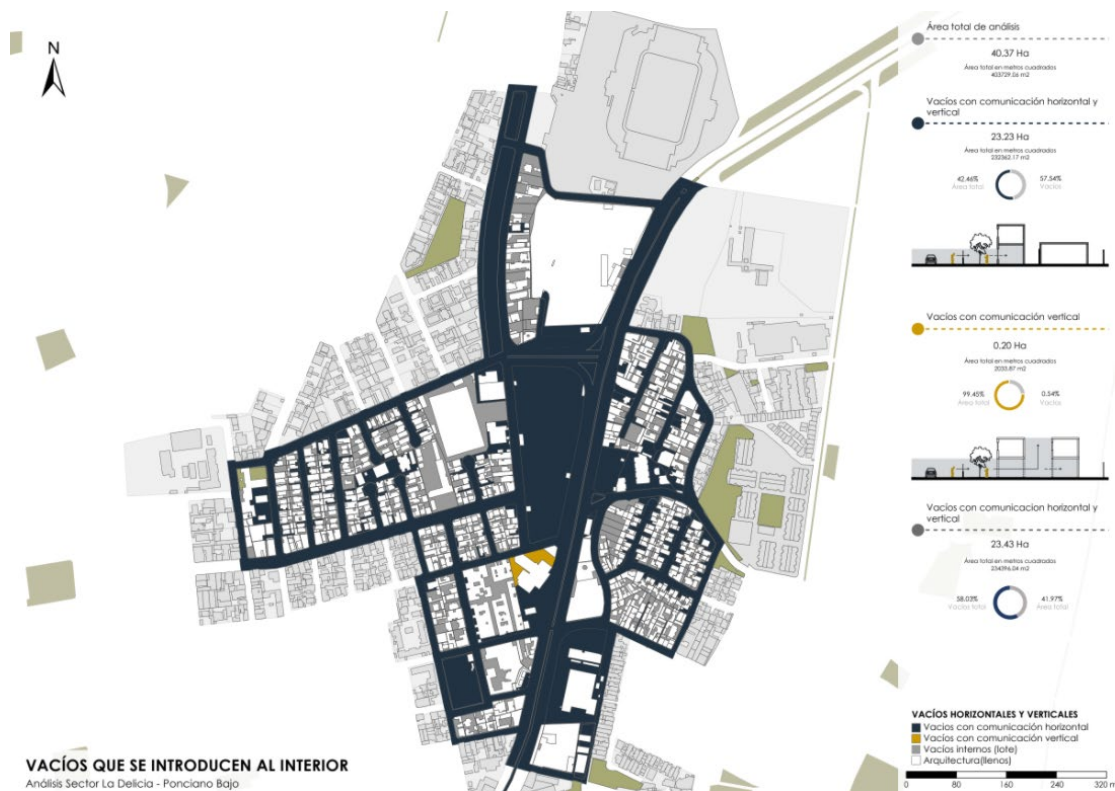 N
Área total de análisis
40.37 Ha
Área total en metros cuadrados
403729.06 m2
Vacíos con comunicación horizontal y
vertical
23.23 Ha
Área total en metros cuadrados
232362.17 m2
42.46%
Área total
57.54%
Vacíos
Vacíos con comunicación vertical
0.20 Ha
Área total en metros cuadrados
2033.87 m2
99.45%
Área total
0.54%
Vacíos
Vacíos con comunicacion horizontal y
vertical
23.43 Ha
Área total en metros cuadrados
234396.04 m2
58.03%
Vacíos total
41.97%
Área total
VACÍOS HORIZONTALES Y VERTICALES
Vacíos con comunicación horizontal
Vacíos con comunicación vertical
Vacíos internos (lote)
Arquitectura(llenos)
0 80 160 240 320 m
VACÍOS QUE SE INTRODUCEN AL INTERIOR
Análisis Sector La Delicia - Ponciano Bajo